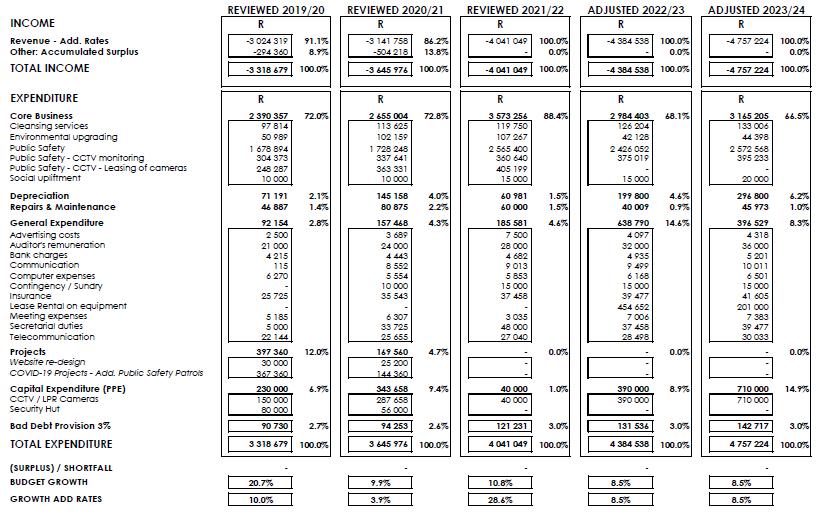 REVIEWED 2019/20 REVIEWED 2020/21 REVIEWED 2021/22 ADJUSTED 2022/23 ADJUSTED 2023/24
INCOME R R R R R
Revenue - Add. Rates -3 024 319 91.1% -3 141 758 86.2% -4 041 049 100.0% -4 384 538 100.0% -4 757 224 100.0%
Other: Accumulated Surplus -294 360 8.9% -504 218 13.8% - 0.0% - 0.0% - 0.0%
TOTAL INCOME -3 318 679 100.0% -3 645 976 100.0% -4 041 049 100.0% -4 384 538 100.0% -4 757 224 100.0%
EXPENDITURE R R R R R
Core Business 2 390 357 72.0% 2 655 004 72.8% 3 573 256 88.4% 2 984 403 68.1% 3 165 205 66.5%
Cleansing services 97 814 113 625 119 750 126 204 133 006
Environmental upgrading 50 989 102 159 107 267 42 128 44 398
Public Safety 1 678 894 1 728 248 2 565 400 2 426 052 2 572 568
Public Safety - CCTV monitoring 304 373 337 641 360 640 375 019 395 233
Public Safety - CCTV - Leasing of cameras 248 287 363 331 405 199 - -
Social upliftment 10 000 10 000 15 000 15 000 20 000
Depreciation 71 191 2.1% 145 158 4.0% 60 981 1.5% 199 800 4.6% 296 800 6.2%
Repairs & Maintenance 46 887 1.4% 80 875 2.2% 60 000 1.5% 40 009 0.9% 45 973 1.0%
General Expenditure 92 154 2.8% 157 468 4.3% 185 581 4.6% 638 790 14.6% 396 529 8.3%
Advertising costs 2 500 3 689 7 500 4 097 4 318
Auditor's remuneration 21 000 24 000 28 000 32 000 36 000
Bank charges 4 215 4 443 4 682 4 935 5 201
Communication 115 8 552 9 013 9 499 10 011
Computer expenses 6 270 5 554 5 853 6 168 6 501
Contingency / Sundry - 10 000 15 000 15 000 15 000
Insurance 25 725 35 543 37 458 39 477 41 605
Lease Rental on equipment - - - 454 652 201 000
Meeting expenses 5 185 6 307 3 035 7 006 7 383
Secretarial duties 5 000 33 725 48 000 37 458 39 477
Telecommunication 22 144 25 655 27 040 28 498 30 033
Projects 397 360 12.0% 169 560 4.7% - 0.0% - 0.0% - 0.0%
Website re-design 30 000 25 200 - - -
COVID-19 Projects - Add. Public Safety Patrols 367 360 144 360 - - -
Capital Expenditure (PPE) 230 000 6.9% 343 658 9.4% 40 000 1.0% 390 000 8.9% 710 000 14.9%
CCTV / LPR Cameras 150 000 287 658 40 000 390 000 710 000
Security Hut 80 000 56 000 - - -
Bad Debt Provision 3% 90 730 2.7% 94 253 2.6% 121 231 3.0% 131 536 3.0% 142 717 3.0%
TOTAL EXPENDITURE 3 318 679 100.0% 3 645 976 100.0% 4 041 049 100.0% 4 384 538 100.0% 4 757 224 100.0%
(SURPLUS) / SHORTFALL - - - - -
BUDGET GROWTH 20.7% 9.9% 10.8% 8.5% 8.5%
GROWTH ADD RATES 10.0% 3.9% 28.6% 8.5% 8.5%